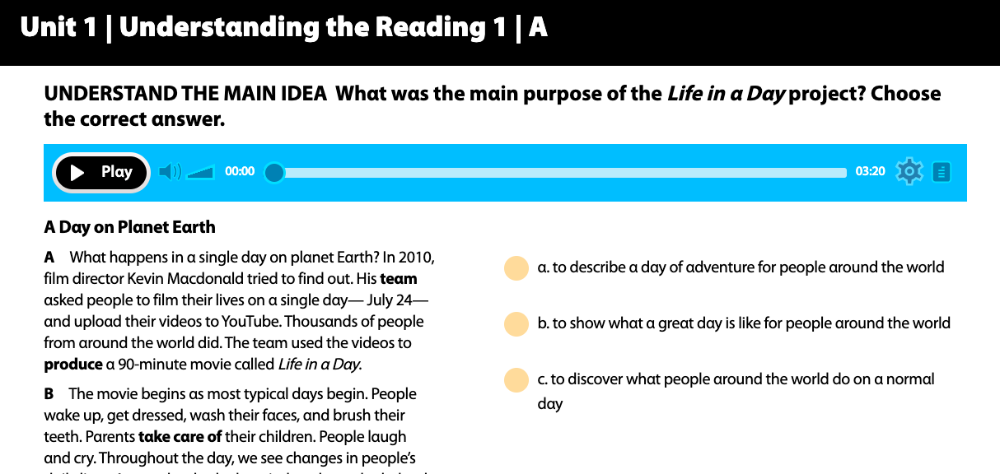 Unit 1 | Understanding the Reading 1 | A
UNDERSTAND THE MAIN IDEA What was the main purpose of the Life in a Day project? Choose
the correct answer.
Play
00:00
03:20
A Day on Planet Earth
A What happens in a single day on planet Earth? In 2010,
film director Kevin Macdonald tried to find out. His team
asked people to film their lives on a single day— July 24—
and upload their videos to YouTube. Thousands of people
from around the world did. The team used the videos to
produce a 90-minute movie called Life in a Day.
B The movie begins as most typical days begin. People
wake up, get dressed, wash their faces, and brush their
teeth. Parents take care of their children. People laugh
and cry. Throughout the day, we see changes in people's
a. to describe a day of adventure for people around the world
b. to show what a great day is like for people around the world
c. to discover what people around the world do on a normal
day